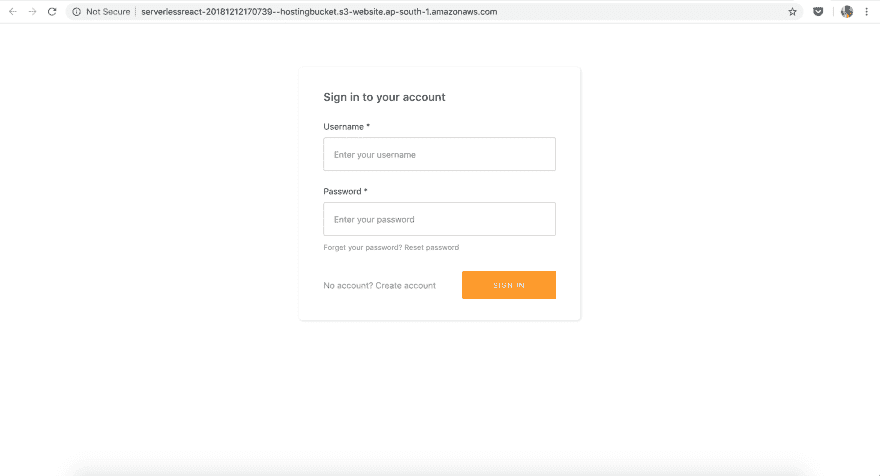 Not Secure serverlessreact-20181212170739--hostingbucket.s3-website.ap-south-1.amazonaws.com
Sign in to your account
Username *
Enter your username
Password *
Enter your password
Forget your password? Reset password
No account? Create account SIGN IN